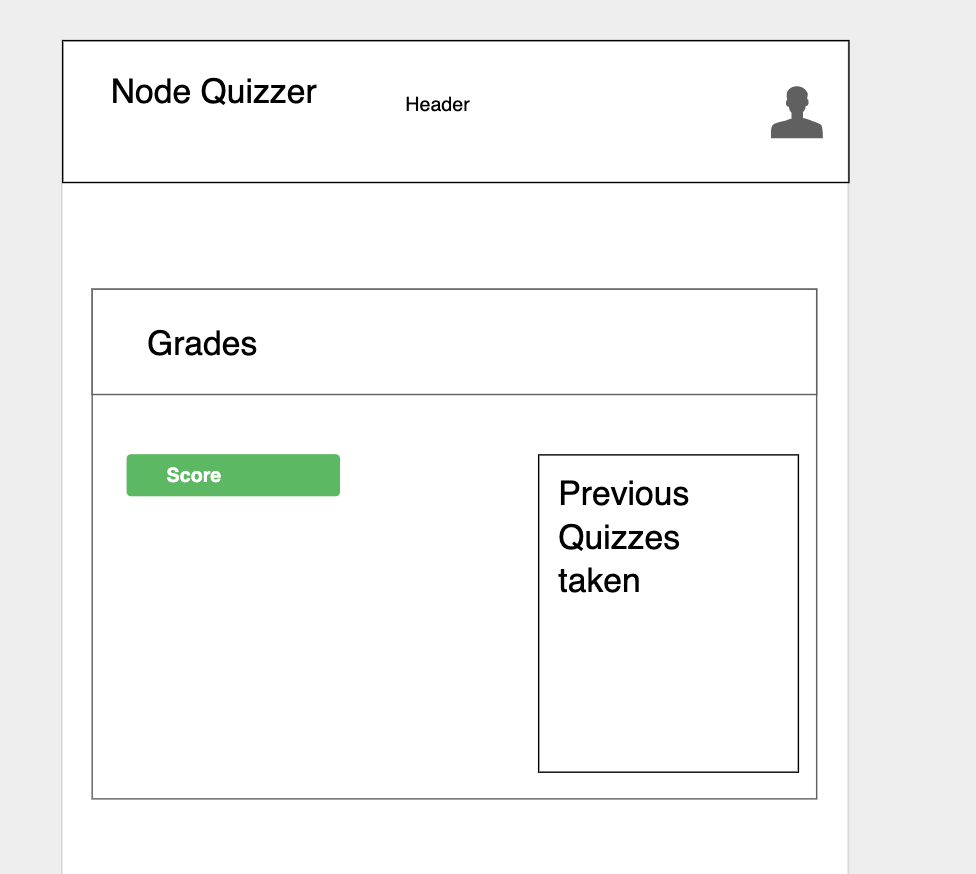 Node Quizzer
Header
Grades
Score
Previous
Quizzes
taken